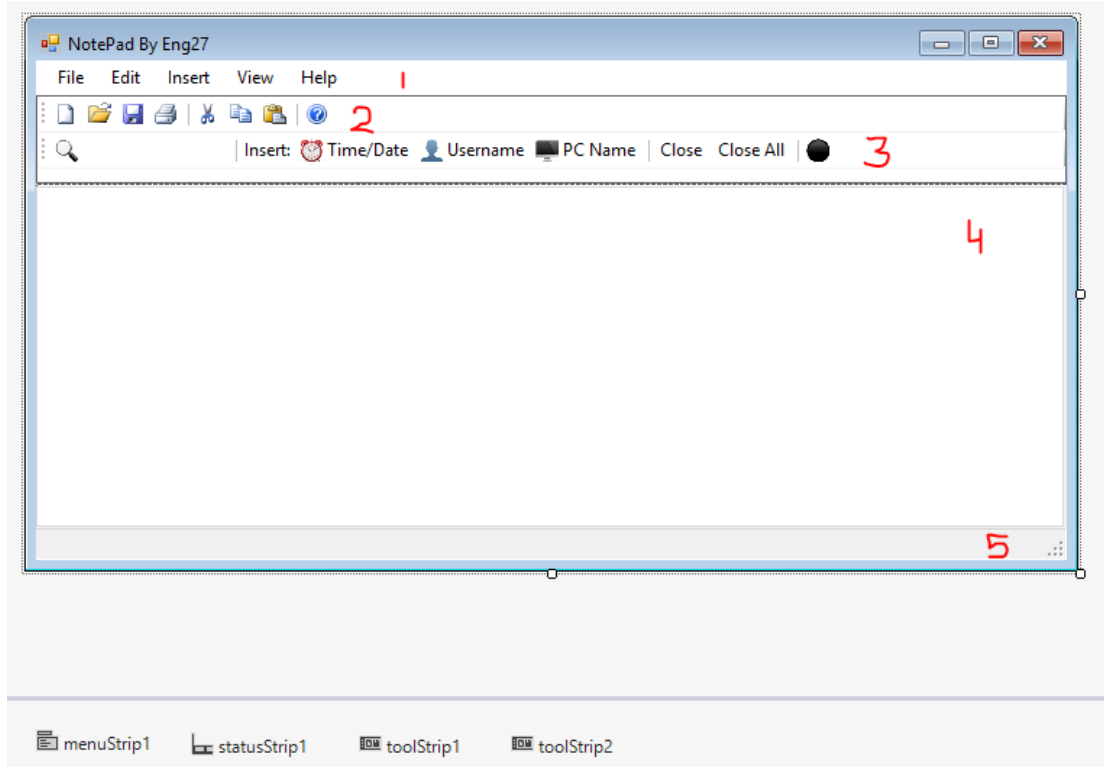 NotePad By Eng27
File Edit Insert View Help 1
2
Insert: Time/Date Username PC Name Close Close All 3
4
5
menuStrip1 statusStrip1 toolStrip1 toolStrip2